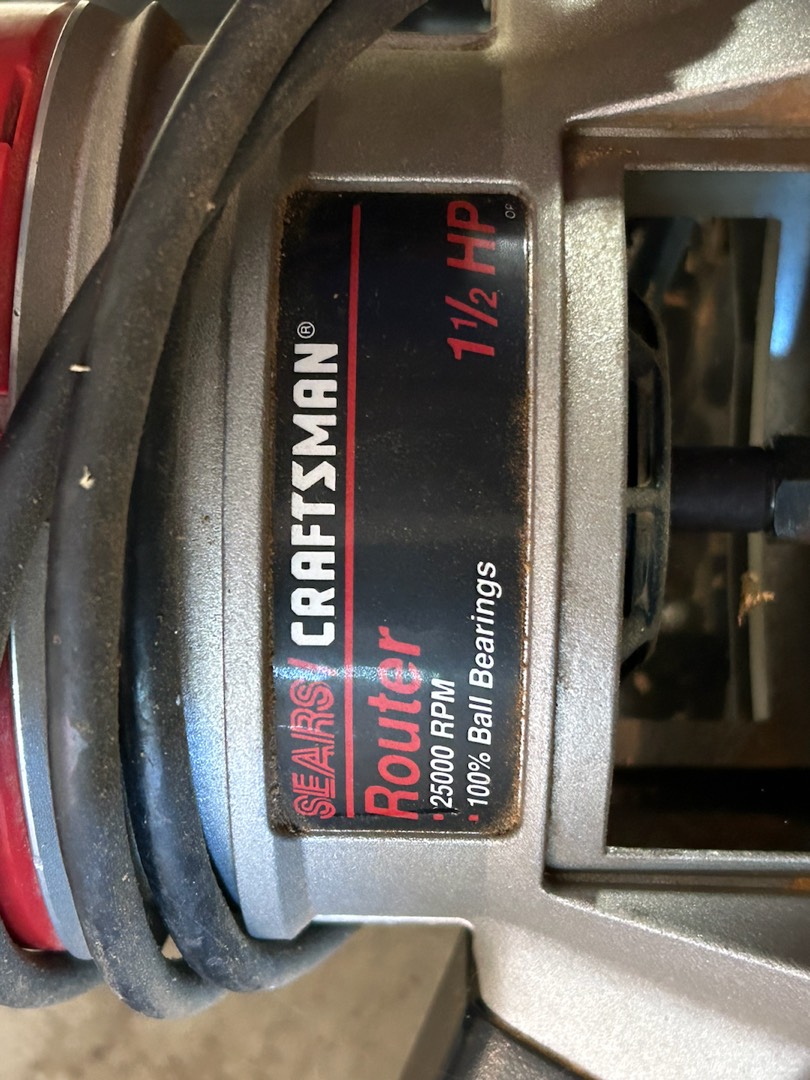 SEARS / CRAFTSMAN®
Router 1½ HP
· 25000 RPM
· 100% Ball Bearings